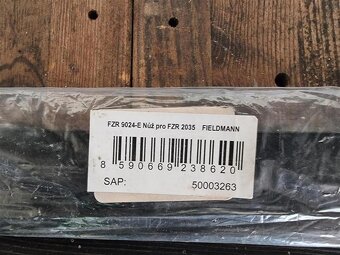 FZR 9024-E Nůž pro FZR 2035 FIELDMANN
8 590669 238620
SAP: 50003263